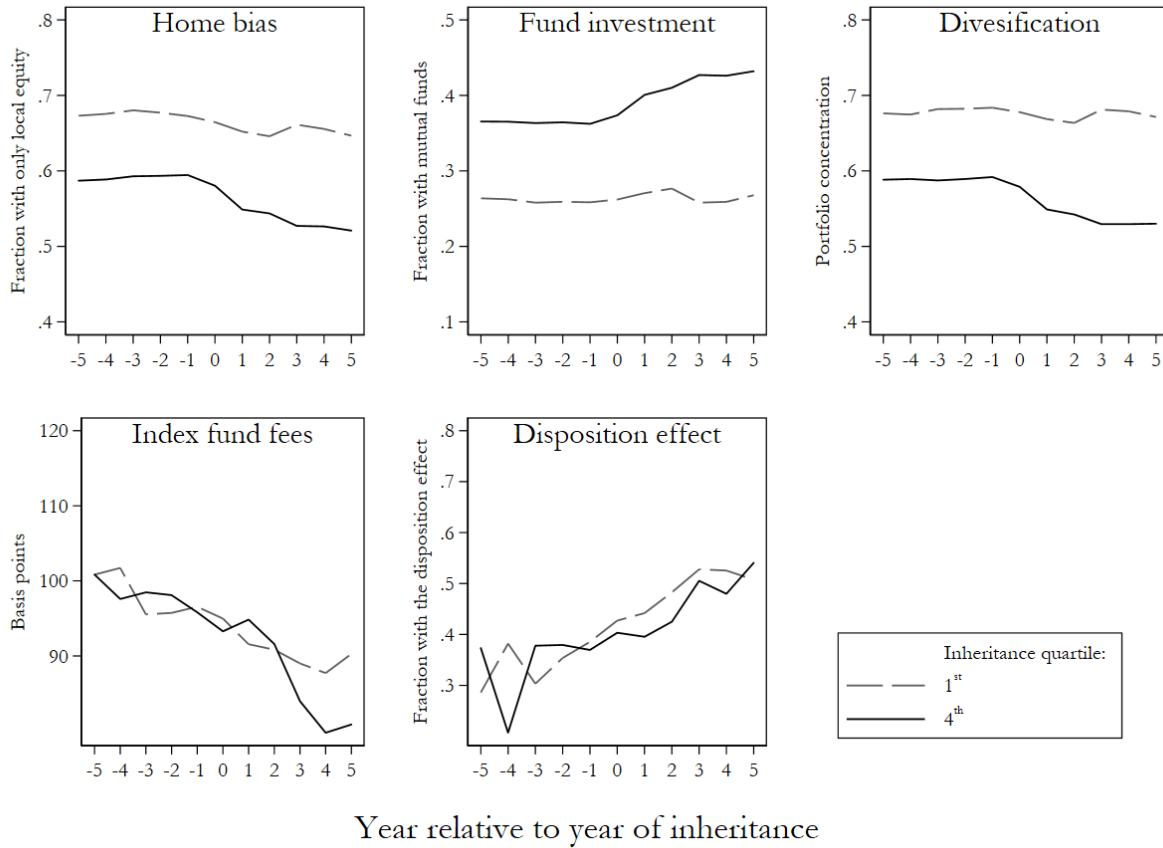 Home bias
Fraction with only local equity
.8
.7
.6
.5
.4
-5 -4 -3 -2 -1 0 1 2 3 4 5
Fund investment
Fraction with mutual funds
.5
.4
.3
.2
.1
-5 -4 -3 -2 -1 0 1 2 3 4 5
Divesification
Portfolio concentration
.8
.7
.6
.5
.4
-5 -4 -3 -2 -1 0 1 2 3 4 5
Index fund fees
Basis points
120
110
100
90
-5 -4 -3 -2 -1 0 1 2 3 4 5
Disposition effect
Fraction with the disposition effect
.8
.7
.6
.5
.4
.3
-5 -4 -3 -2 -1 0 1 2 3 4 5
Inheritance quartile:
1st
4th
Year relative to year of inheritance